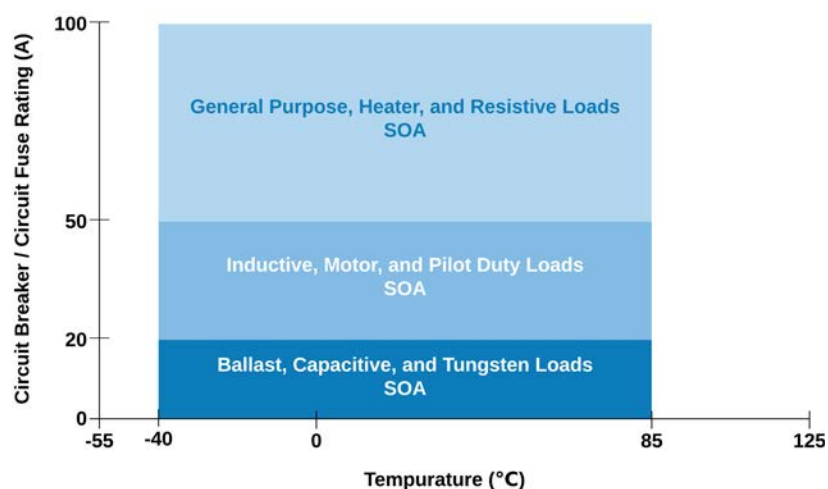 Circuit Breaker / Circuit Fuse Rating (A)
100
General Purpose, Heater, and Resistive Loads
SOA
50
Inductive, Motor, and Pilot Duty Loads
SOA
20
Ballast, Capacitive, and Tungsten Loads
SOA
0
-55 -40 0 85 125
Tempurature (°C)